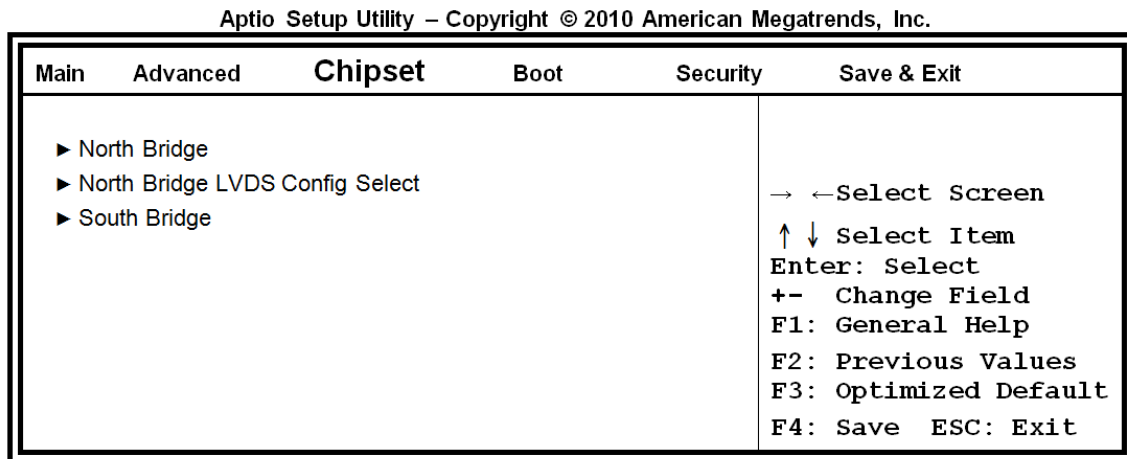 Aptio Setup Utility – Copyright © 2010 American Megatrends, Inc.
Main Advanced Chipset Boot Security Save & Exit
► North Bridge
► North Bridge LVDS Config Select
► South Bridge
→ ←Select Screen
↑↓ Select Item
Enter: Select
+- Change Field
F1: General Help
F2: Previous Values
F3: Optimized Default
F4: Save ESC: Exit